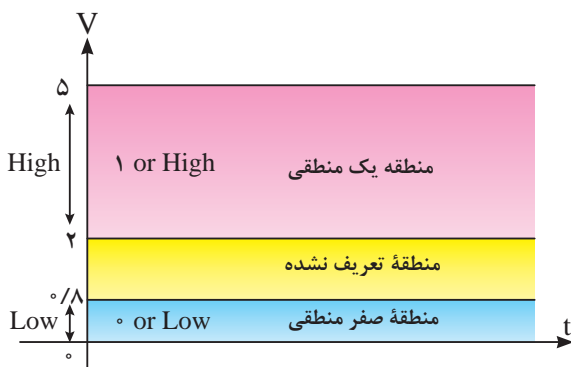 V
۵
High
۱ or High
منطقه یک منطقی
۲
منطقهٔ تعریف نشده
۰/۸
Low
۰ or Low
منطقهٔ صفر منطقی
t
۰